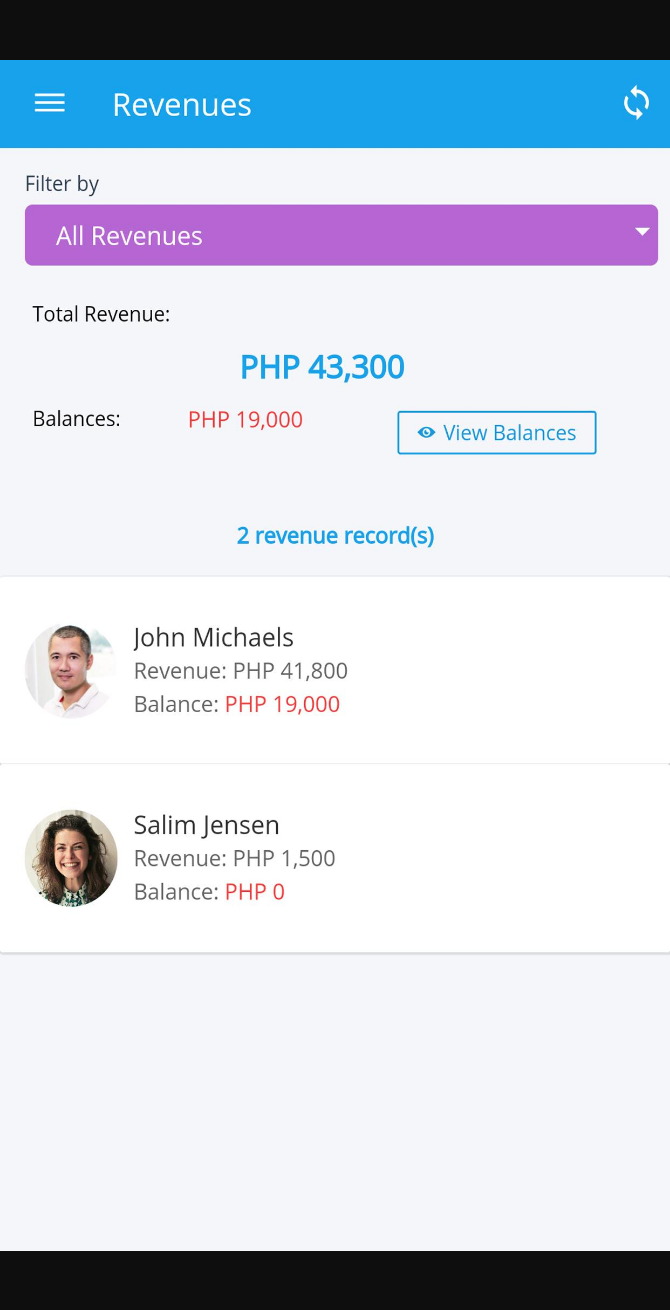 Revenues
Filter by
All Revenues
Total Revenue:
PHP 43,300
Balances: PHP 19,000 View Balances
2 revenue record(s)
John Michaels
Revenue: PHP 41,800
Balance: PHP 19,000
Salim Jensen
Revenue: PHP 1,500
Balance: PHP 0